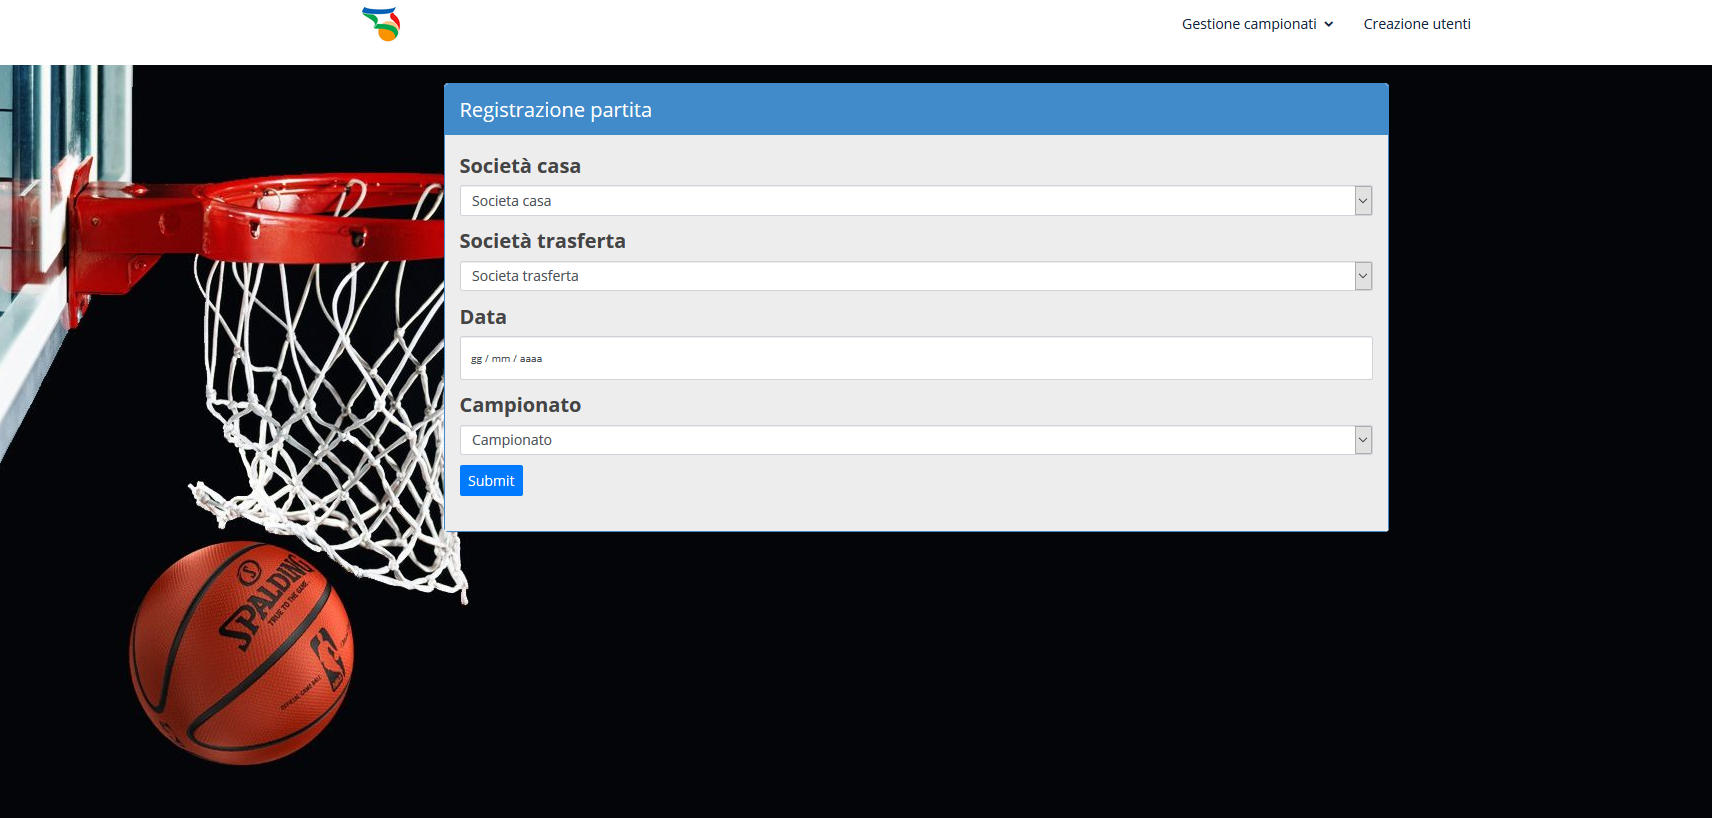 Gestione campionati
Creazione utenti
Registrazione partita
Società casa
Societa casa
Società trasferta
Societa trasferta
Data
gg / mm / aaaa
Campionato
Campionato
Submit
SPALDING
TRUE TO THE GAME
OFFICIAL GAME BALL